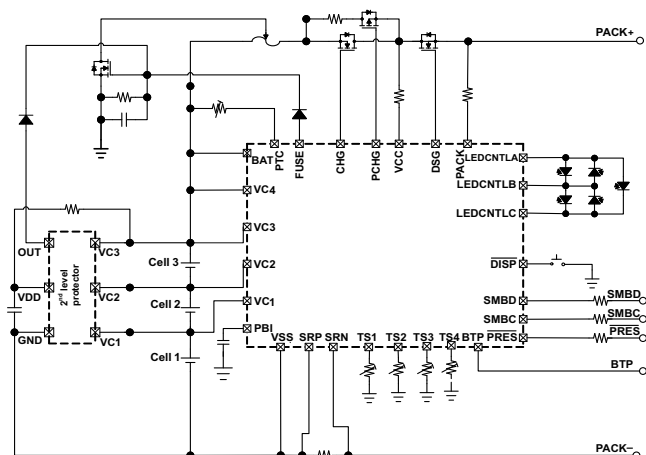 PACK+
BAT
PTC
FUSE
CHG
PCHG
VCC
DSG
PACK
LEDCNTLA
VC4
LEDCNTLB
LEDCNTLC
VC3
OUT
VC3
2nd level
protector
Cell 3
VC2
DISP
VDD
VC2
Cell 2
VC1
SMBD
SMBD
SMBC
SMBC
PBI
GND
VC1
Cell 1
VSS
SRP
SRN
TS1
TS2
TS3
TS4
BTP
PRES
PRES
BTP
PACK–